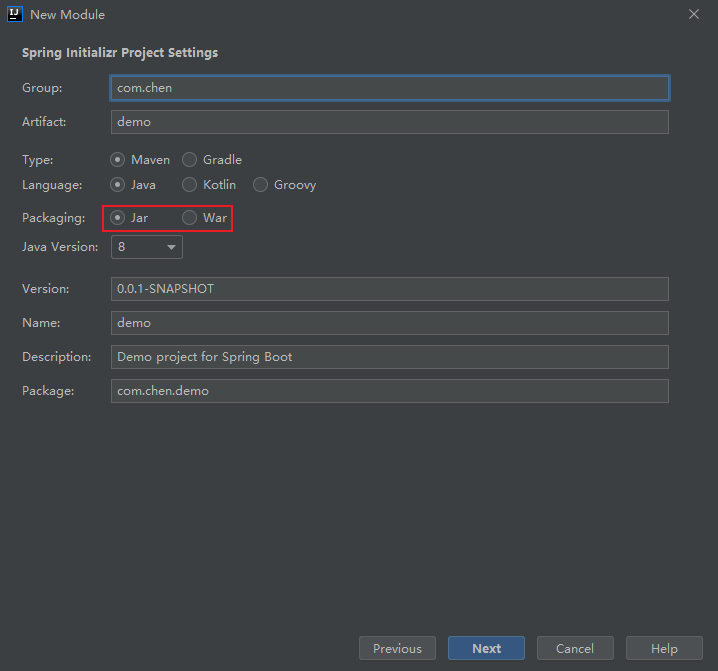 IJ New Module
Spring Initializr Project Settings
Group: com.chen
Artifact: demo
Type: Maven Gradle
Language: Java Kotlin Groovy
Packaging: Jar War
Java Version: 8
Version: 0.0.1-SNAPSHOT
Name: demo
Description: Demo project for Spring Boot
Package: com.chen.demo
Previous Next Cancel Help